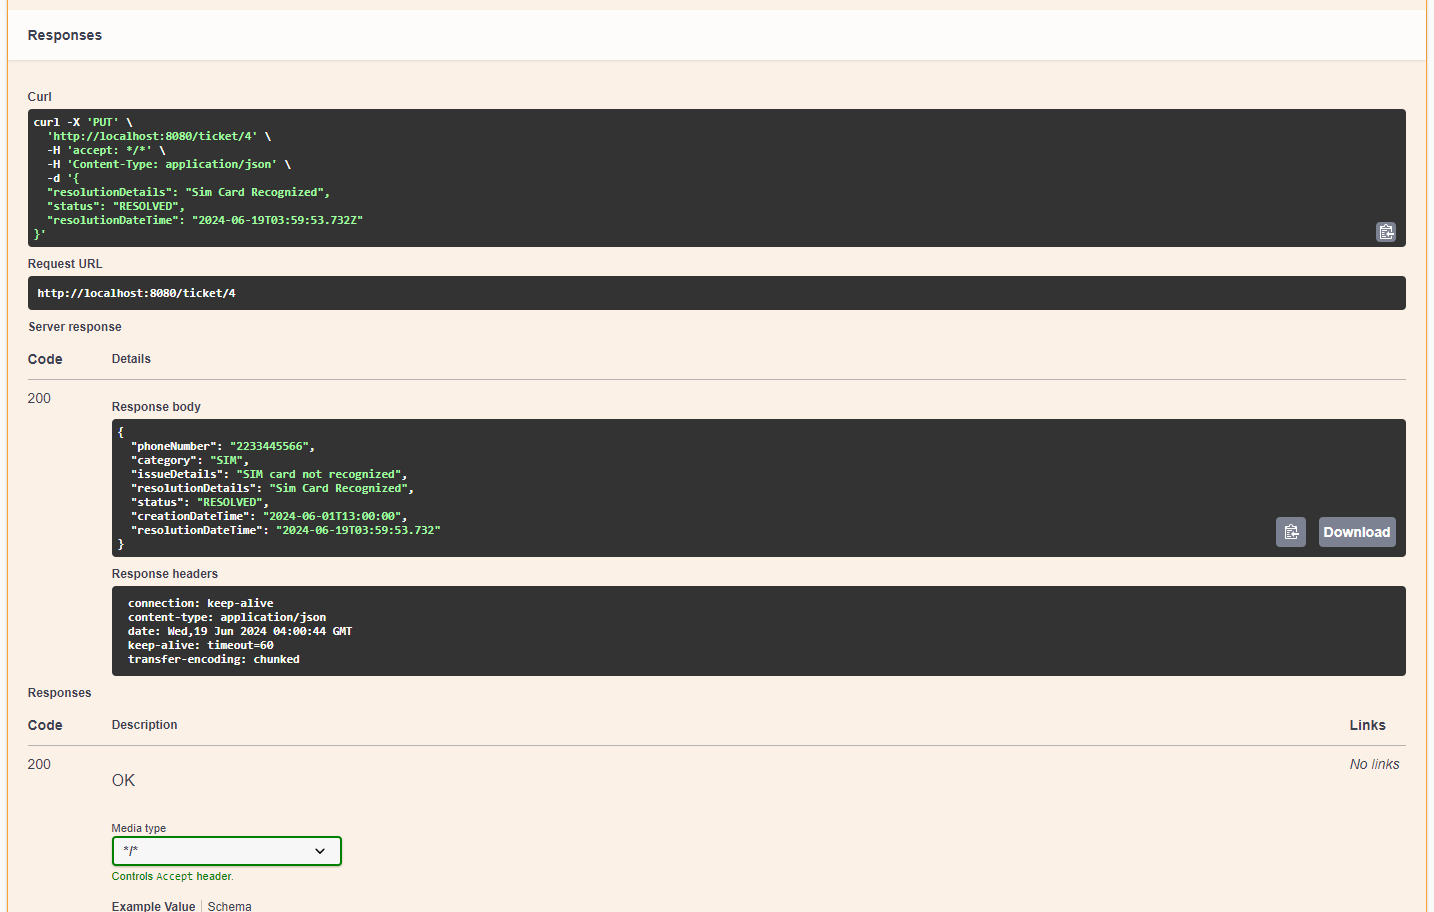 Responses
Curl
curl -X 'PUT' \
  'http://localhost:8080/ticket/4' \
  -H 'accept: */*' \
  -H 'Content-Type: application/json' \
  -d '{
  "resolutionDetails": "Sim Card Recognized",
  "status": "RESOLVED",
  "resolutionDateTime": "2024-06-19T03:59:53.732Z"
}'
Request URL
http://localhost:8080/ticket/4
Server response
Code Details
200
Response body
{
  "phoneNumber": "2233445566",
  "category": "SIM",
  "issueDetails": "SIM card not recognized",
  "resolutionDetails": "Sim Card Recognized",
  "status": "RESOLVED",
  "creationDateTime": "2024-06-01T13:00:00",
  "resolutionDateTime": "2024-06-19T03:59:53.732"
}
Download
Response headers
connection: keep-alive
content-type: application/json
date: Wed,19 Jun 2024 04:00:44 GMT
keep-alive: timeout=60
transfer-encoding: chunked
Responses
Code Description Links
200 No links
OK
Media type
*/*
Controls Accept header.
Example Value Schema